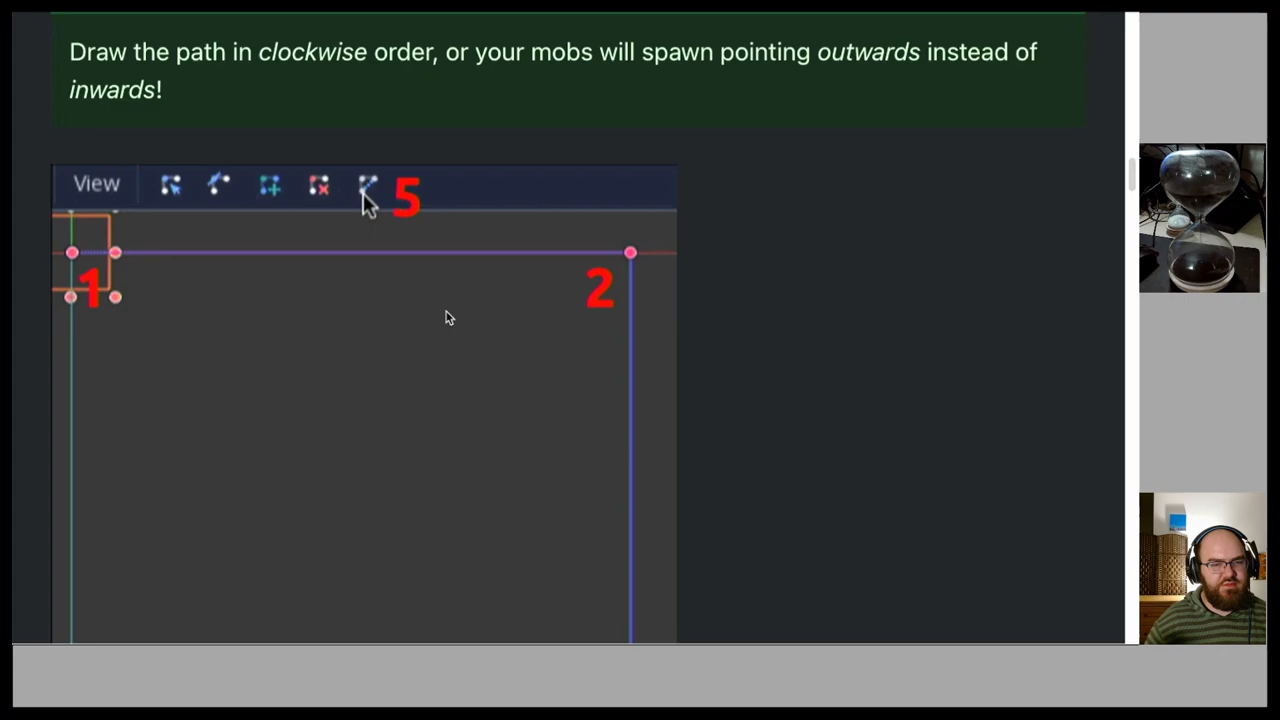 Draw the path in clockwise order, or your mobs will spawn pointing outwards instead of
inwards!
View
5
1
2